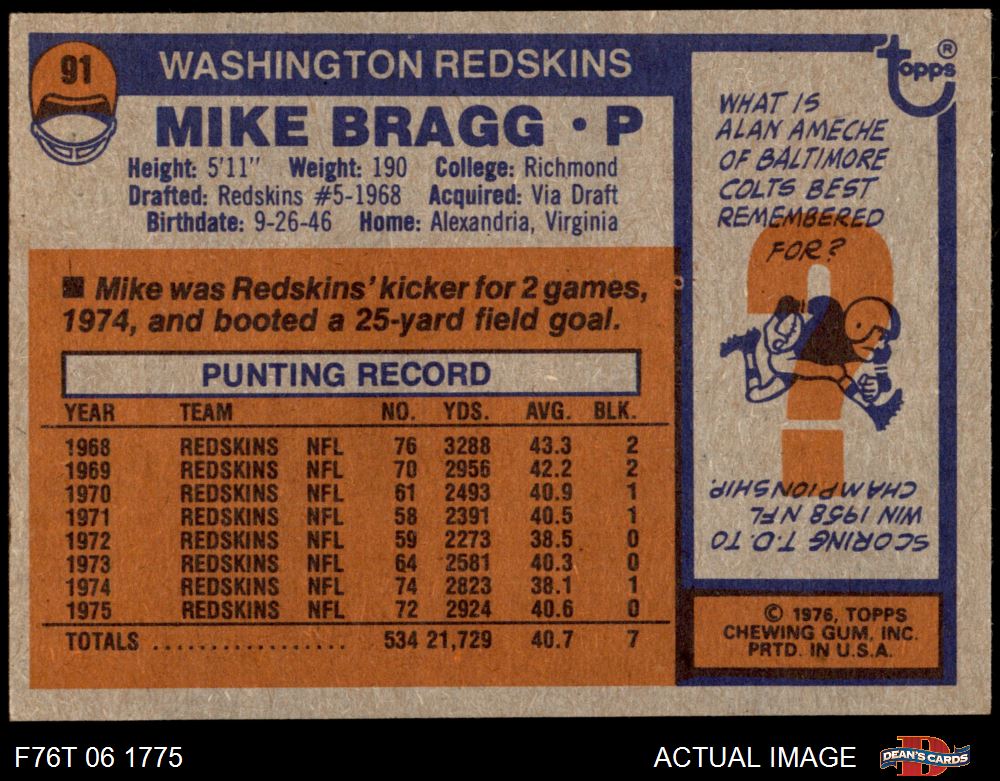 91
WASHINGTON REDSKINS
MIKE BRAGG • P
Height: 5'11" Weight: 190 College: Richmond
Drafted: Redskins #5-1968 Acquired: Via Draft
Birthdate: 9-26-46 Home: Alexandria, Virginia
■ Mike was Redskins' kicker for 2 games,
1974, and booted a 25-yard field goal.
PUNTING RECORD
YEAR TEAM NO. YDS. AVG. BLK.
1968 REDSKINS NFL 76 3288 43.3 2
1969 REDSKINS NFL 70 2956 42.2 2
1970 REDSKINS NFL 61 2493 40.9 1
1971 REDSKINS NFL 58 2391 40.5 1
1972 REDSKINS NFL 59 2273 38.5 0
1973 REDSKINS NFL 64 2581 40.3 0
1974 REDSKINS NFL 74 2823 38.1 1
1975 REDSKINS NFL 72 2924 40.6 0
TOTALS .................. 534 21,729 40.7 7
topps ®
WHAT IS
ALAN AMECHE
OF BALTIMORE
COLTS BEST
REMEMBERED
FOR?
SCORING T.D. TO
WIN 1958 NFL
CHAMPIONSHIP.
© 1976, TOPPS
CHEWING GUM, INC.
PRTD. IN U.S.A.
F76T 06 1775
ACTUAL IMAGE
DEAN'S CARDS